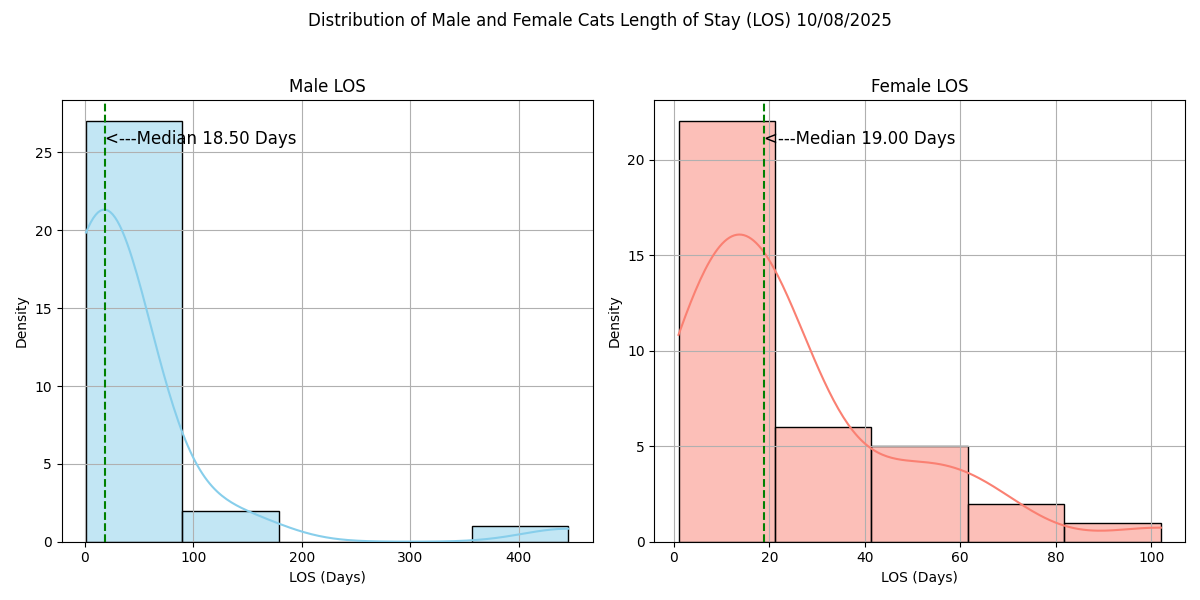 Distribution of Male and Female Cats Length of Stay (LOS) 10/08/2025
Male LOS
<---Median 18.50 Days
Density
25
20
15
10
5
0
0 100 200 300 400
LOS (Days)
Female LOS
<---Median 19.00 Days
Density
20
15
10
5
0
0 20 40 60 80 100
LOS (Days)